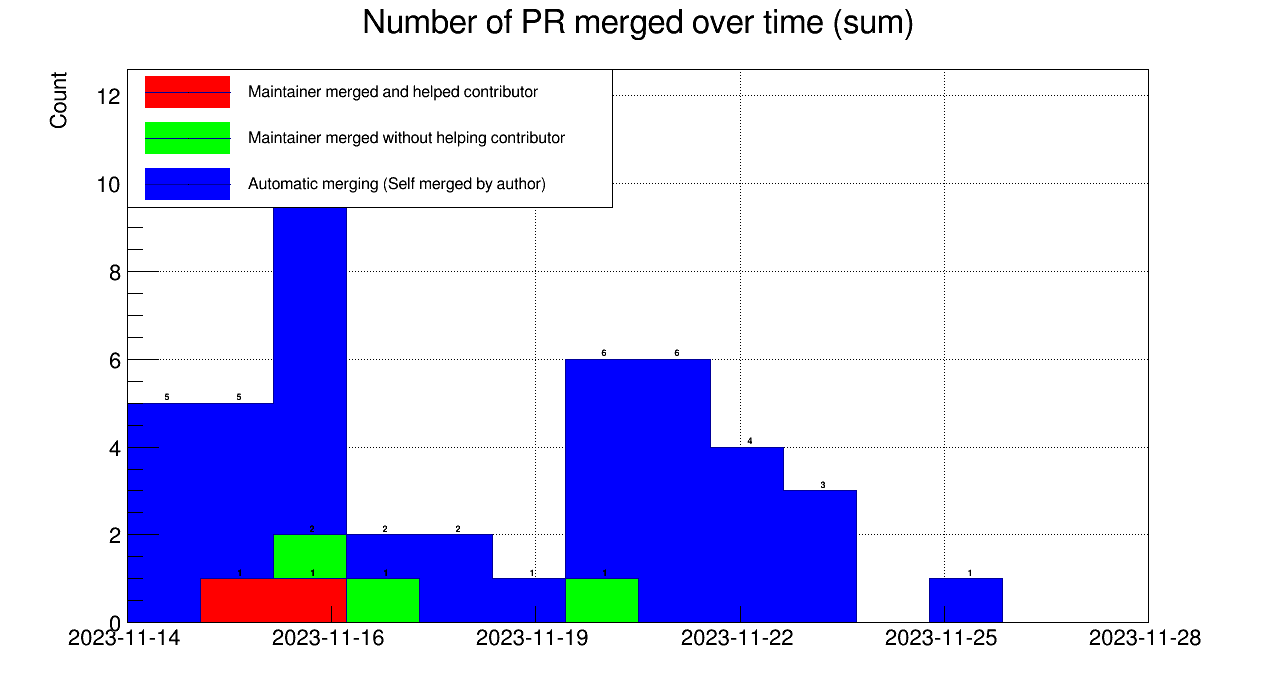 Number of PR merged over time (sum)
Count
Maintainer merged and helped contributor
Maintainer merged without helping contributor
Automatic merging (Self merged by author)
12
10
8
6
4
2
0
5 5 2 1 1 2 1 2 1 6 1 6 4 3 1
2023-11-14 2023-11-16 2023-11-19 2023-11-22 2023-11-25 2023-11-28